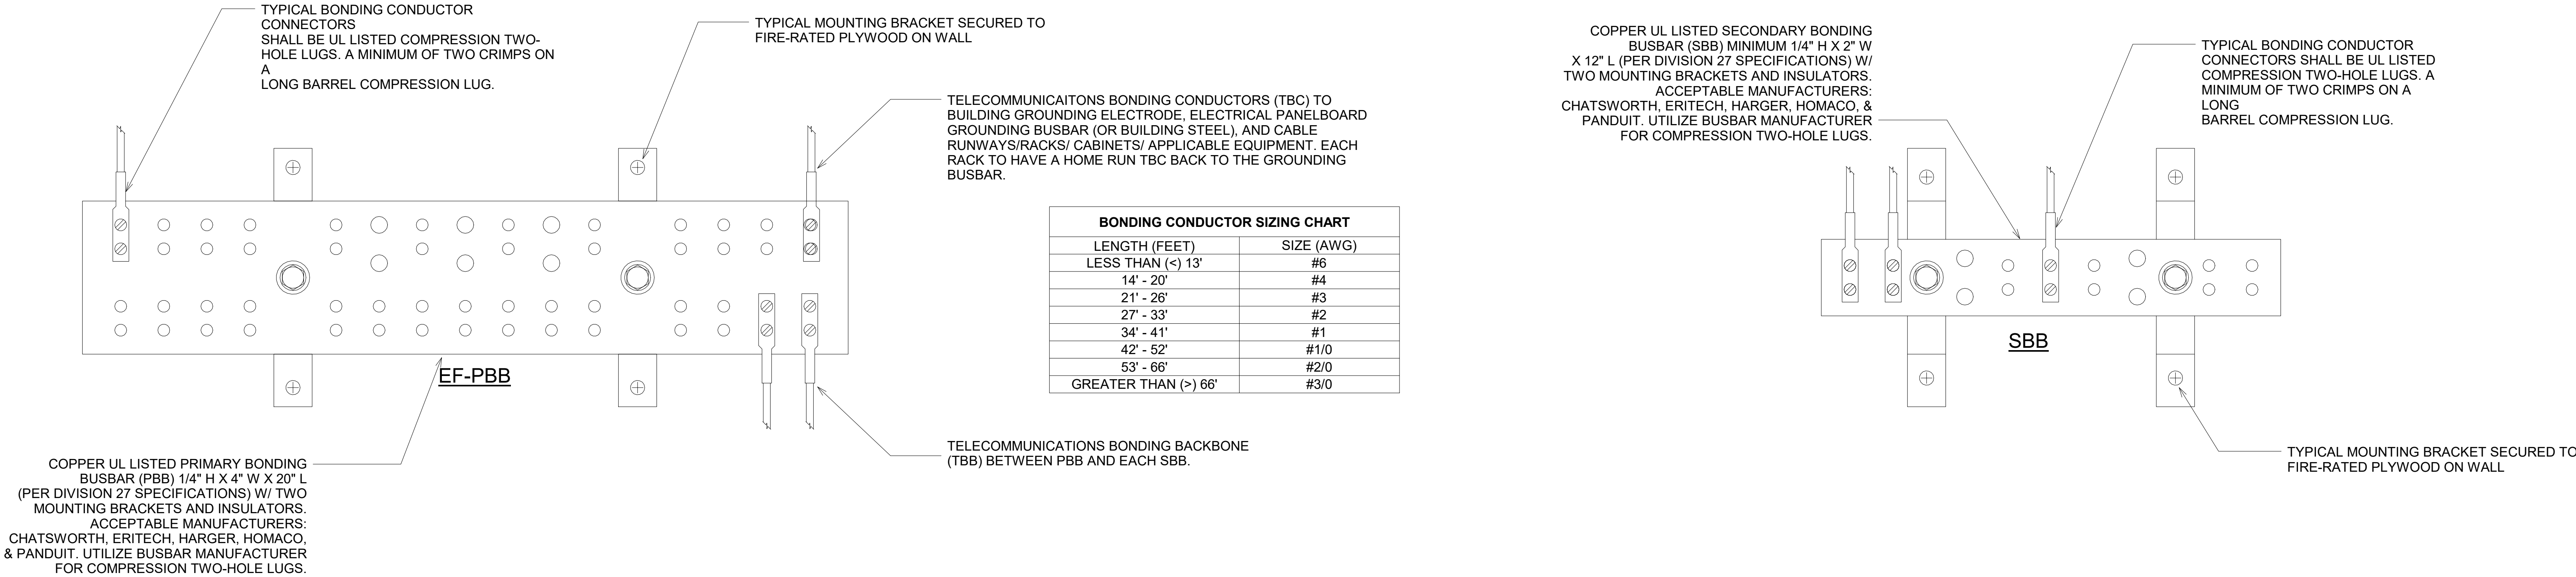 TYPICAL BONDING CONDUCTOR
CONNECTORS
SHALL BE UL LISTED COMPRESSION TWO-
HOLE LUGS. A MINIMUM OF TWO CRIMPS ON
A
LONG BARREL COMPRESSION LUG.
TYPICAL MOUNTING BRACKET SECURED TO
FIRE-RATED PLYWOOD ON WALL
TELECOMMUNICAITONS BONDING CONDUCTORS (TBC) TO
BUILDING GROUNDING ELECTRODE, ELECTRICAL PANELBOARD
GROUNDING BUSBAR (OR BUILDING STEEL), AND CABLE
RUNWAYS/RACKS/ CABINETS/ APPLICABLE EQUIPMENT. EACH
RACK TO HAVE A HOME RUN TBC BACK TO THE GROUNDING
BUSBAR.
BONDING CONDUCTOR SIZING CHART
LENGTH (FEET) SIZE (AWG)
LESS THAN (<) 13' #6
14' - 20' #4
21' - 26' #3
27' - 33' #2
34' - 41' #1
42' - 52' #1/0
53' - 66' #2/0
GREATER THAN (>) 66' #3/0
EF-PBB
COPPER UL LISTED PRIMARY BONDING
BUSBAR (PBB) 1/4" H X 4" W X 20" L
(PER DIVISION 27 SPECIFICATIONS) W/ TWO
MOUNTING BRACKETS AND INSULATORS.
ACCEPTABLE MANUFACTURERS:
CHATSWORTH, ERITECH, HARGER, HOMACO,
& PANDUIT. UTILIZE BUSBAR MANUFACTURER
FOR COMPRESSION TWO-HOLE LUGS.
TELECOMMUNICATIONS BONDING BACKBONE
(TBB) BETWEEN PBB AND EACH SBB.
COPPER UL LISTED SECONDARY BONDING
BUSBAR (SBB) MINIMUM 1/4" H X 2" W
X 12" L (PER DIVISION 27 SPECIFICATIONS) W/
TWO MOUNTING BRACKETS AND INSULATORS.
ACCEPTABLE MANUFACTURERS:
CHATSWORTH, ERITECH, HARGER, HOMACO, &
PANDUIT. UTILIZE BUSBAR MANUFACTURER
FOR COMPRESSION TWO-HOLE LUGS.
TYPICAL BONDING CONDUCTOR
CONNECTORS SHALL BE UL LISTED
COMPRESSION TWO-HOLE LUGS. A
MINIMUM OF TWO CRIMPS ON A
LONG
BARREL COMPRESSION LUG.
SBB
TYPICAL MOUNTING BRACKET SECURED TO
FIRE-RATED PLYWOOD ON WALL